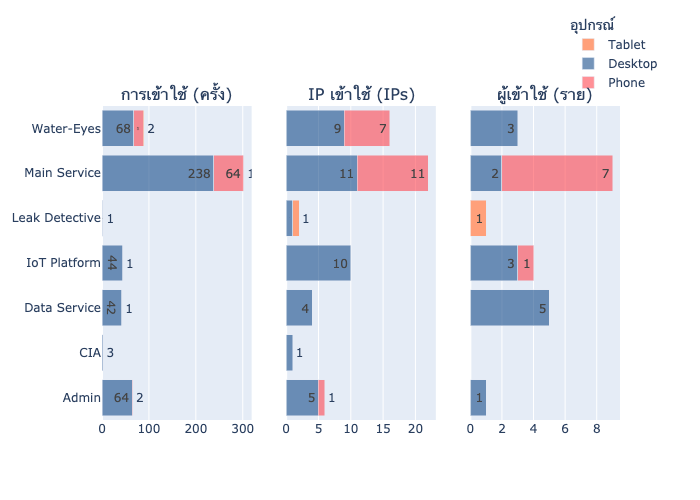 อุปกรณ์
Tablet
Desktop
Phone
การเข้าใช้ (ครั้ง)
IP เข้าใช้ (IPs)
ผู้เข้าใช้ (ราย)
Water-Eyes 68 2 9 7 3
Main Service 238 64 1 11 11 2 7
Leak Detective 1 1 1
IoT Platform 44 1 10 3 1
Data Service 42 1 4 5
CIA 3 1
Admin 64 2 5 1 1
0 100 200 300 0 5 10 15 20 0 2 4 6 8